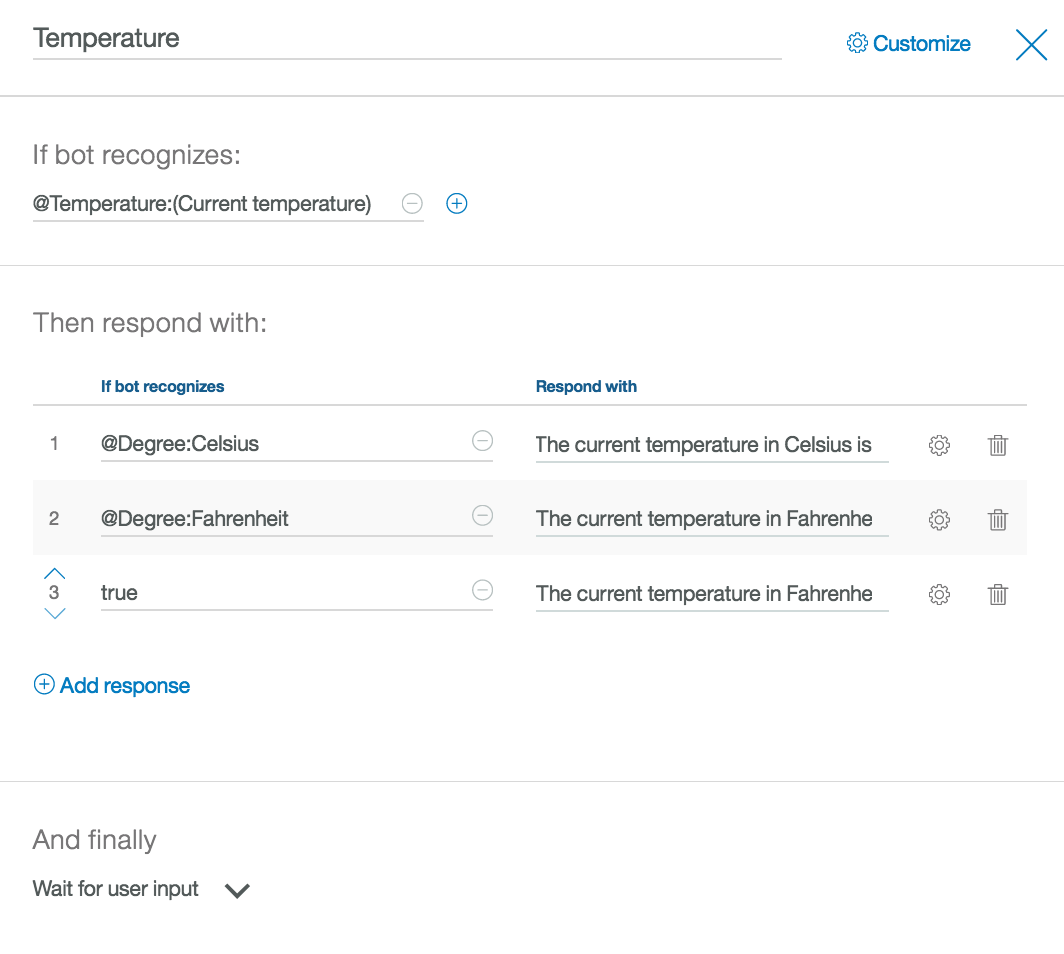 Temperature
Customize
If bot recognizes:
@Temperature:(Current temperature)
Then respond with:
If bot recognizes Respond with
1 @Degree:Celsius The current temperature in Celsius is
2 @Degree:Fahrenheit The current temperature in Fahrenhe
3 true The current temperature in Fahrenhe
Add response
And finally
Wait for user input